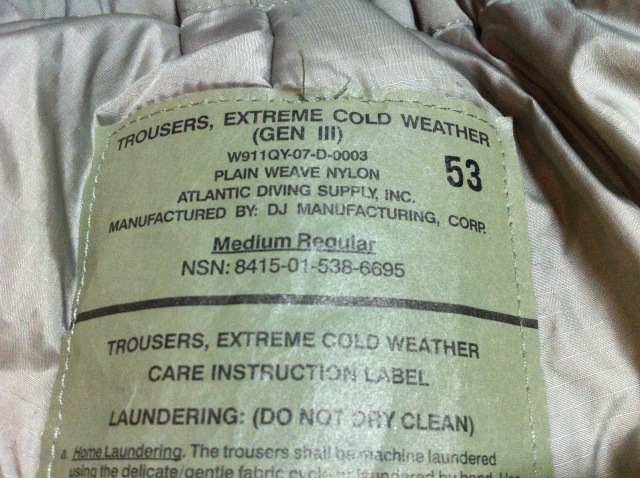 TROUSERS, EXTREME COLD WEATHER
(GEN III)
W911QY-07-D-0003
53
PLAIN WEAVE NYLON
ATLANTIC DIVING SUPPLY, INC.
MANUFACTURED BY: DJ MANUFACTURING, CORP.
Medium Regular
NSN: 8415-01-538-6695
TROUSERS, EXTREME COLD WEATHER
CARE INSTRUCTION LABEL
LAUNDERING: (DO NOT DRY CLEAN)
a. Home Laundering. The trousers shall be machine laundered
using the delicate/gentle fabric cycle or laundered by hand. Use